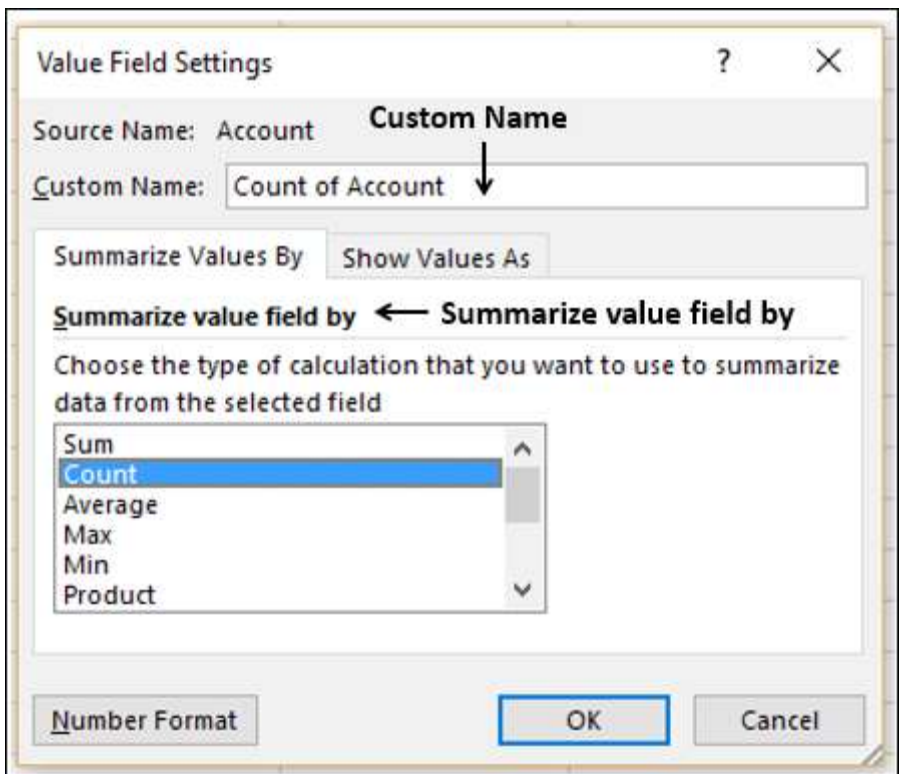 Value Field Settings ?
Source Name: Account Custom Name
Custom Name: Count of Account
Summarize Values By Show Values As
Summarize value field by Summarize value field by
Choose the type of calculation that you want to use to summarize
data from the selected field
Sum
Count
Average
Max
Min
Product
Number Format OK Cancel